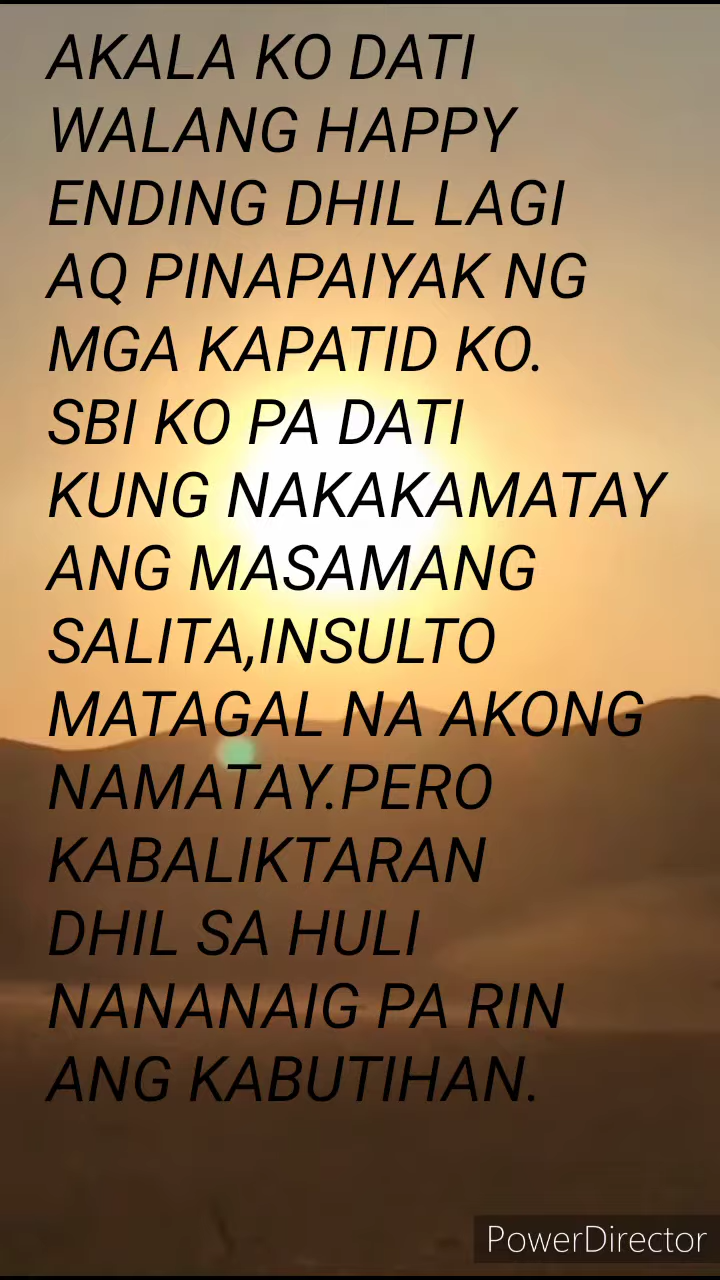 AKALA KO DATI
WALANG HAPPY
ENDING DHIL LAGI
AQ PINAPAIYAK NG
MGA KAPATID KO.
SBI KO PA DATI
KUNG NAKAKAMATAY
ANG MASAMANG
SALITA,INSULTO
MATAGAL NA AKONG
NAMATAY.PERO
KABALIKTARAN
DHIL SA HULI
NANANAIG PA RIN
ANG KABUTIHAN.
PowerDirector